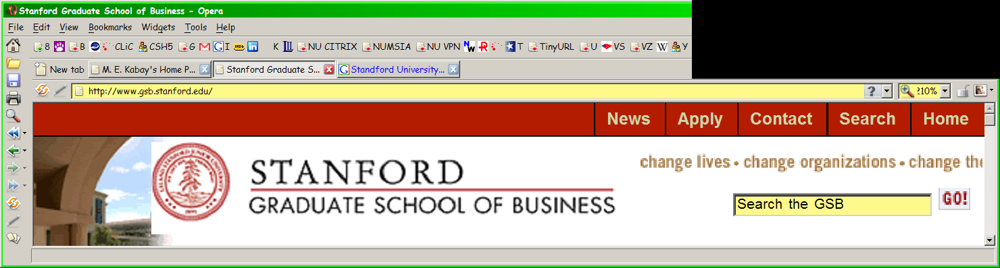 Stanford Graduate School of Business - Opera
File Edit View Bookmarks Widgets Tools Help
8 B CLiC CSH5 G I K NU CITRIX NUMSIA NU VPN T TinyURL U VS VZ W Y
New tab M. E. Kabay's Home P... Stanford Graduate S... Standford University...
http://www.gsb.stanford.edu/ ? 210%
News Apply Contact Search Home
STANFORD
change lives • change organizations • change the
GRADUATE SCHOOL OF BUSINESS
Search the GSB GO!